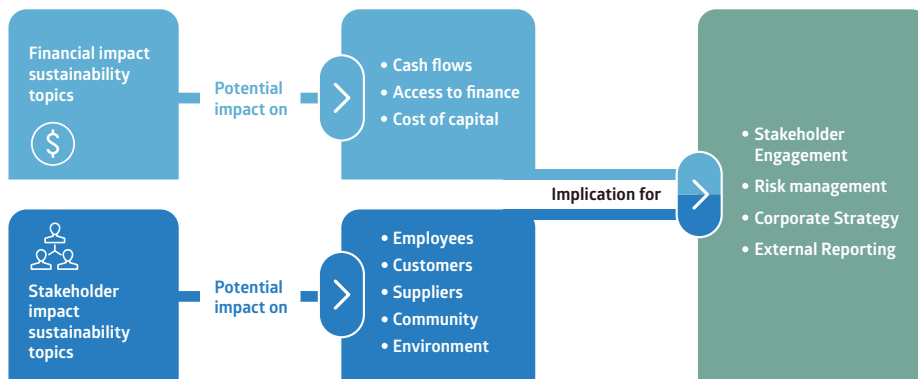 Financial impact
sustainability
topics
$
Potential
impact on
• Cash flows
• Access to finance
• Cost of capital
Stakeholder
impact
sustainability
topics
Potential
impact on
• Employees
• Customers
• Suppliers
• Community
• Environment
Implication for
• Stakeholder
Engagement
• Risk management
• Corporate Strategy
• External Reporting